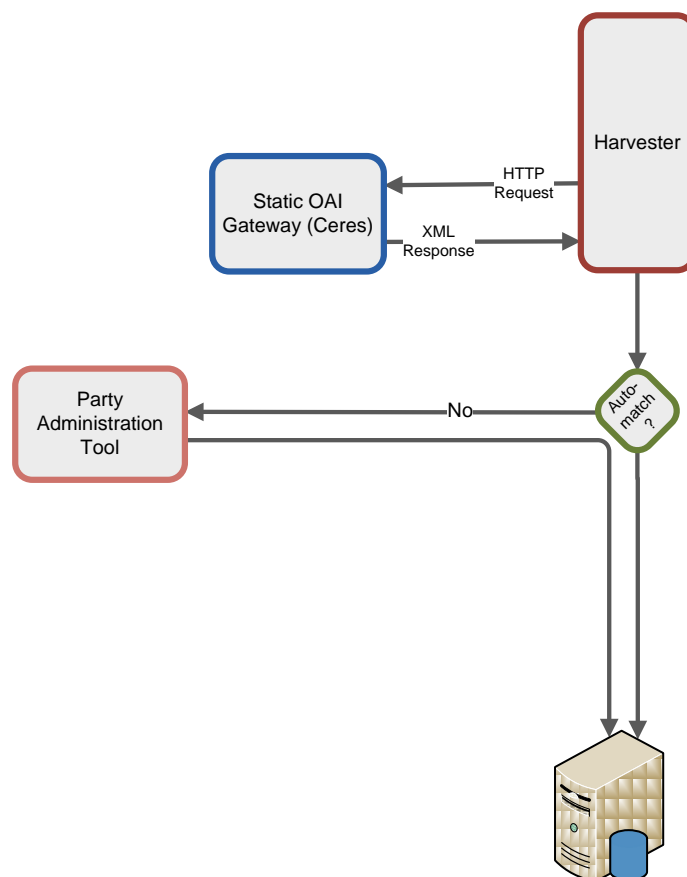 Harvester
HTTP
Request
Static OAI
Gateway (Ceres)
XML
Response
Auto-
match
?
No
Party
Administration
Tool